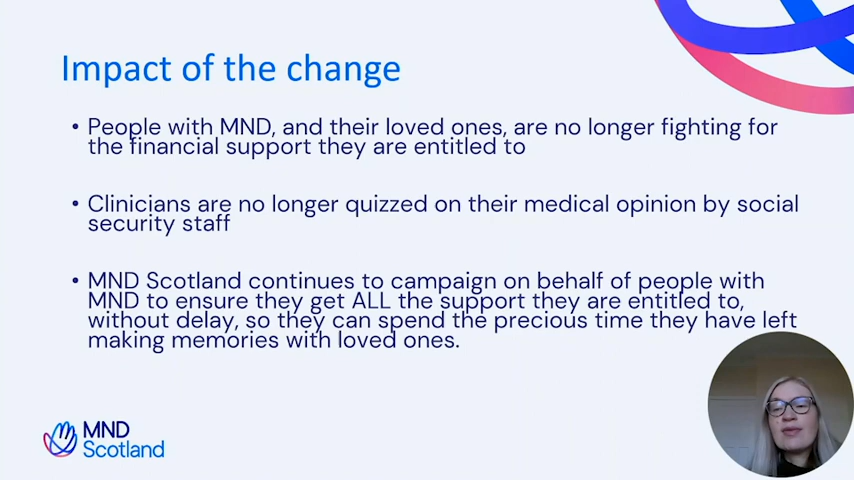 Impact of the change
• People with MND, and their loved ones, are no longer fighting for
the financial support they are entitled to
• Clinicians are no longer quizzed on their medical opinion by social
security staff
• MND Scotland continues to campaign on behalf of people with
MND to ensure they get ALL the support they are entitled to,
without delay, so they can spend the precious time they have left
making memories with loved ones.
MND
Scotland